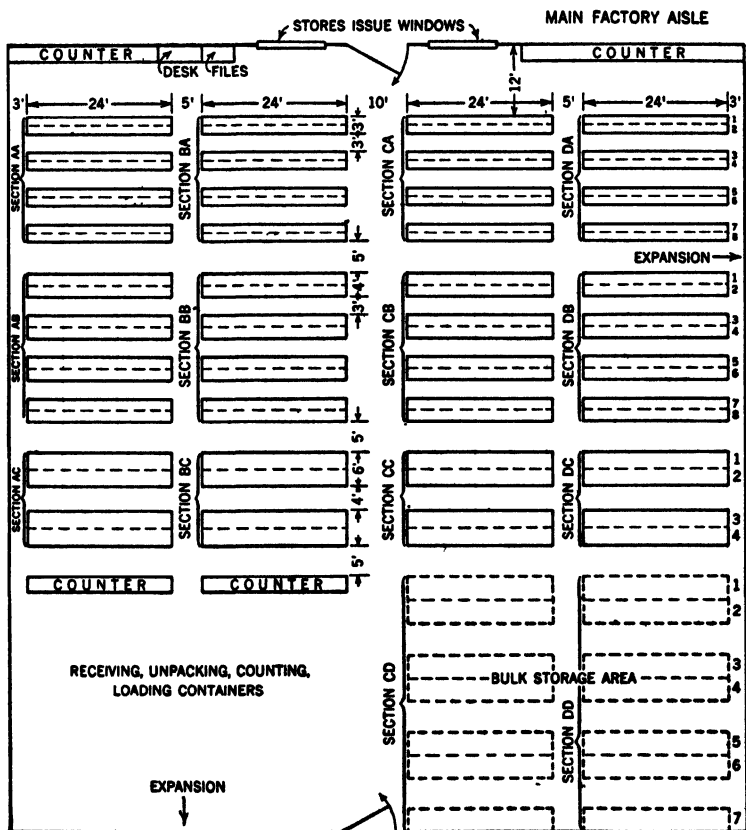 MAIN FACTORY AISLE
STORES ISSUE WINDOWS
COUNTER
DESK
FILES
COUNTER
12'
3' 24' 5' 24' 10' 24' 5' 24' 3'
3'
3'
SECTION AA
SECTION BA
SECTION CA
SECTION DA
1
2
3
4
5
6
7
8
5'
EXPANSION
4'
3'
SECTION AB
SECTION BB
SECTION CB
SECTION DB
1
2
3
4
5
6
7
8
5'
6'
4'
SECTION AC
SECTION BC
SECTION CC
SECTION DC
1
2
3
4
5'
COUNTER
COUNTER
RECEIVING, UNPACKING, COUNTING,
LOADING CONTAINERS
SECTION CD
BULK STORAGE AREA
SECTION DD
1
2
3
4
5
6
7
EXPANSION